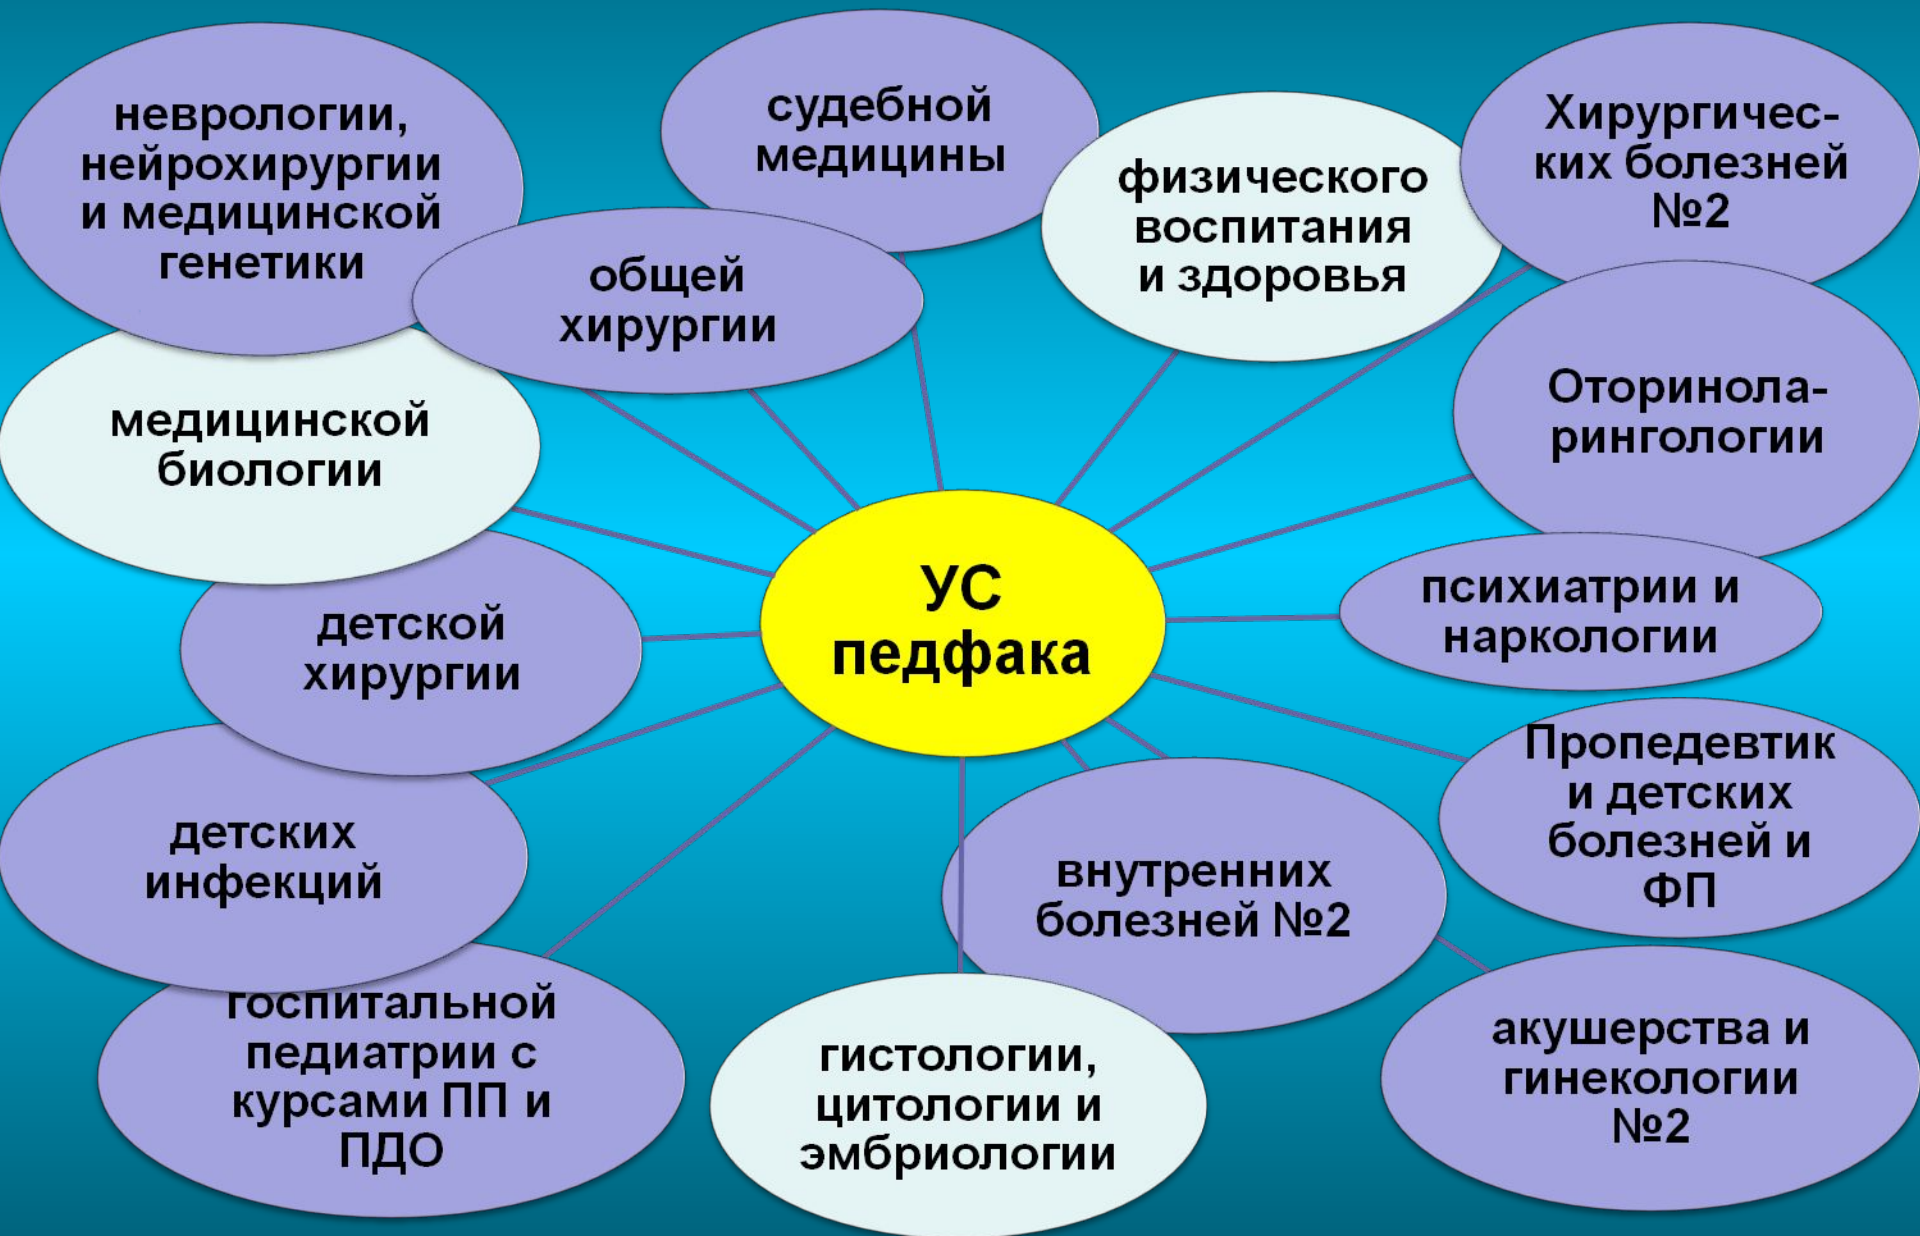 неврологии,
нейрохирургии
и медицинской
генетики
судебной
медицины
физического
воспитания
и здоровья
Хирургичес-
ких болезней
№2
общей
хирургии
медицинской
биологии
Оторинола-
рингологии
УС
педфака
психиатрии и
наркологии
детской
хирургии
Пропедевтик
и детских
болезней и
ФП
детских
инфекций
внутренних
болезней №2
госпитальной
педиатрии с
курсами ПП и
ПДО
гистологии,
цитологии и
эмбриологии
акушерства и
гинекологии
№2